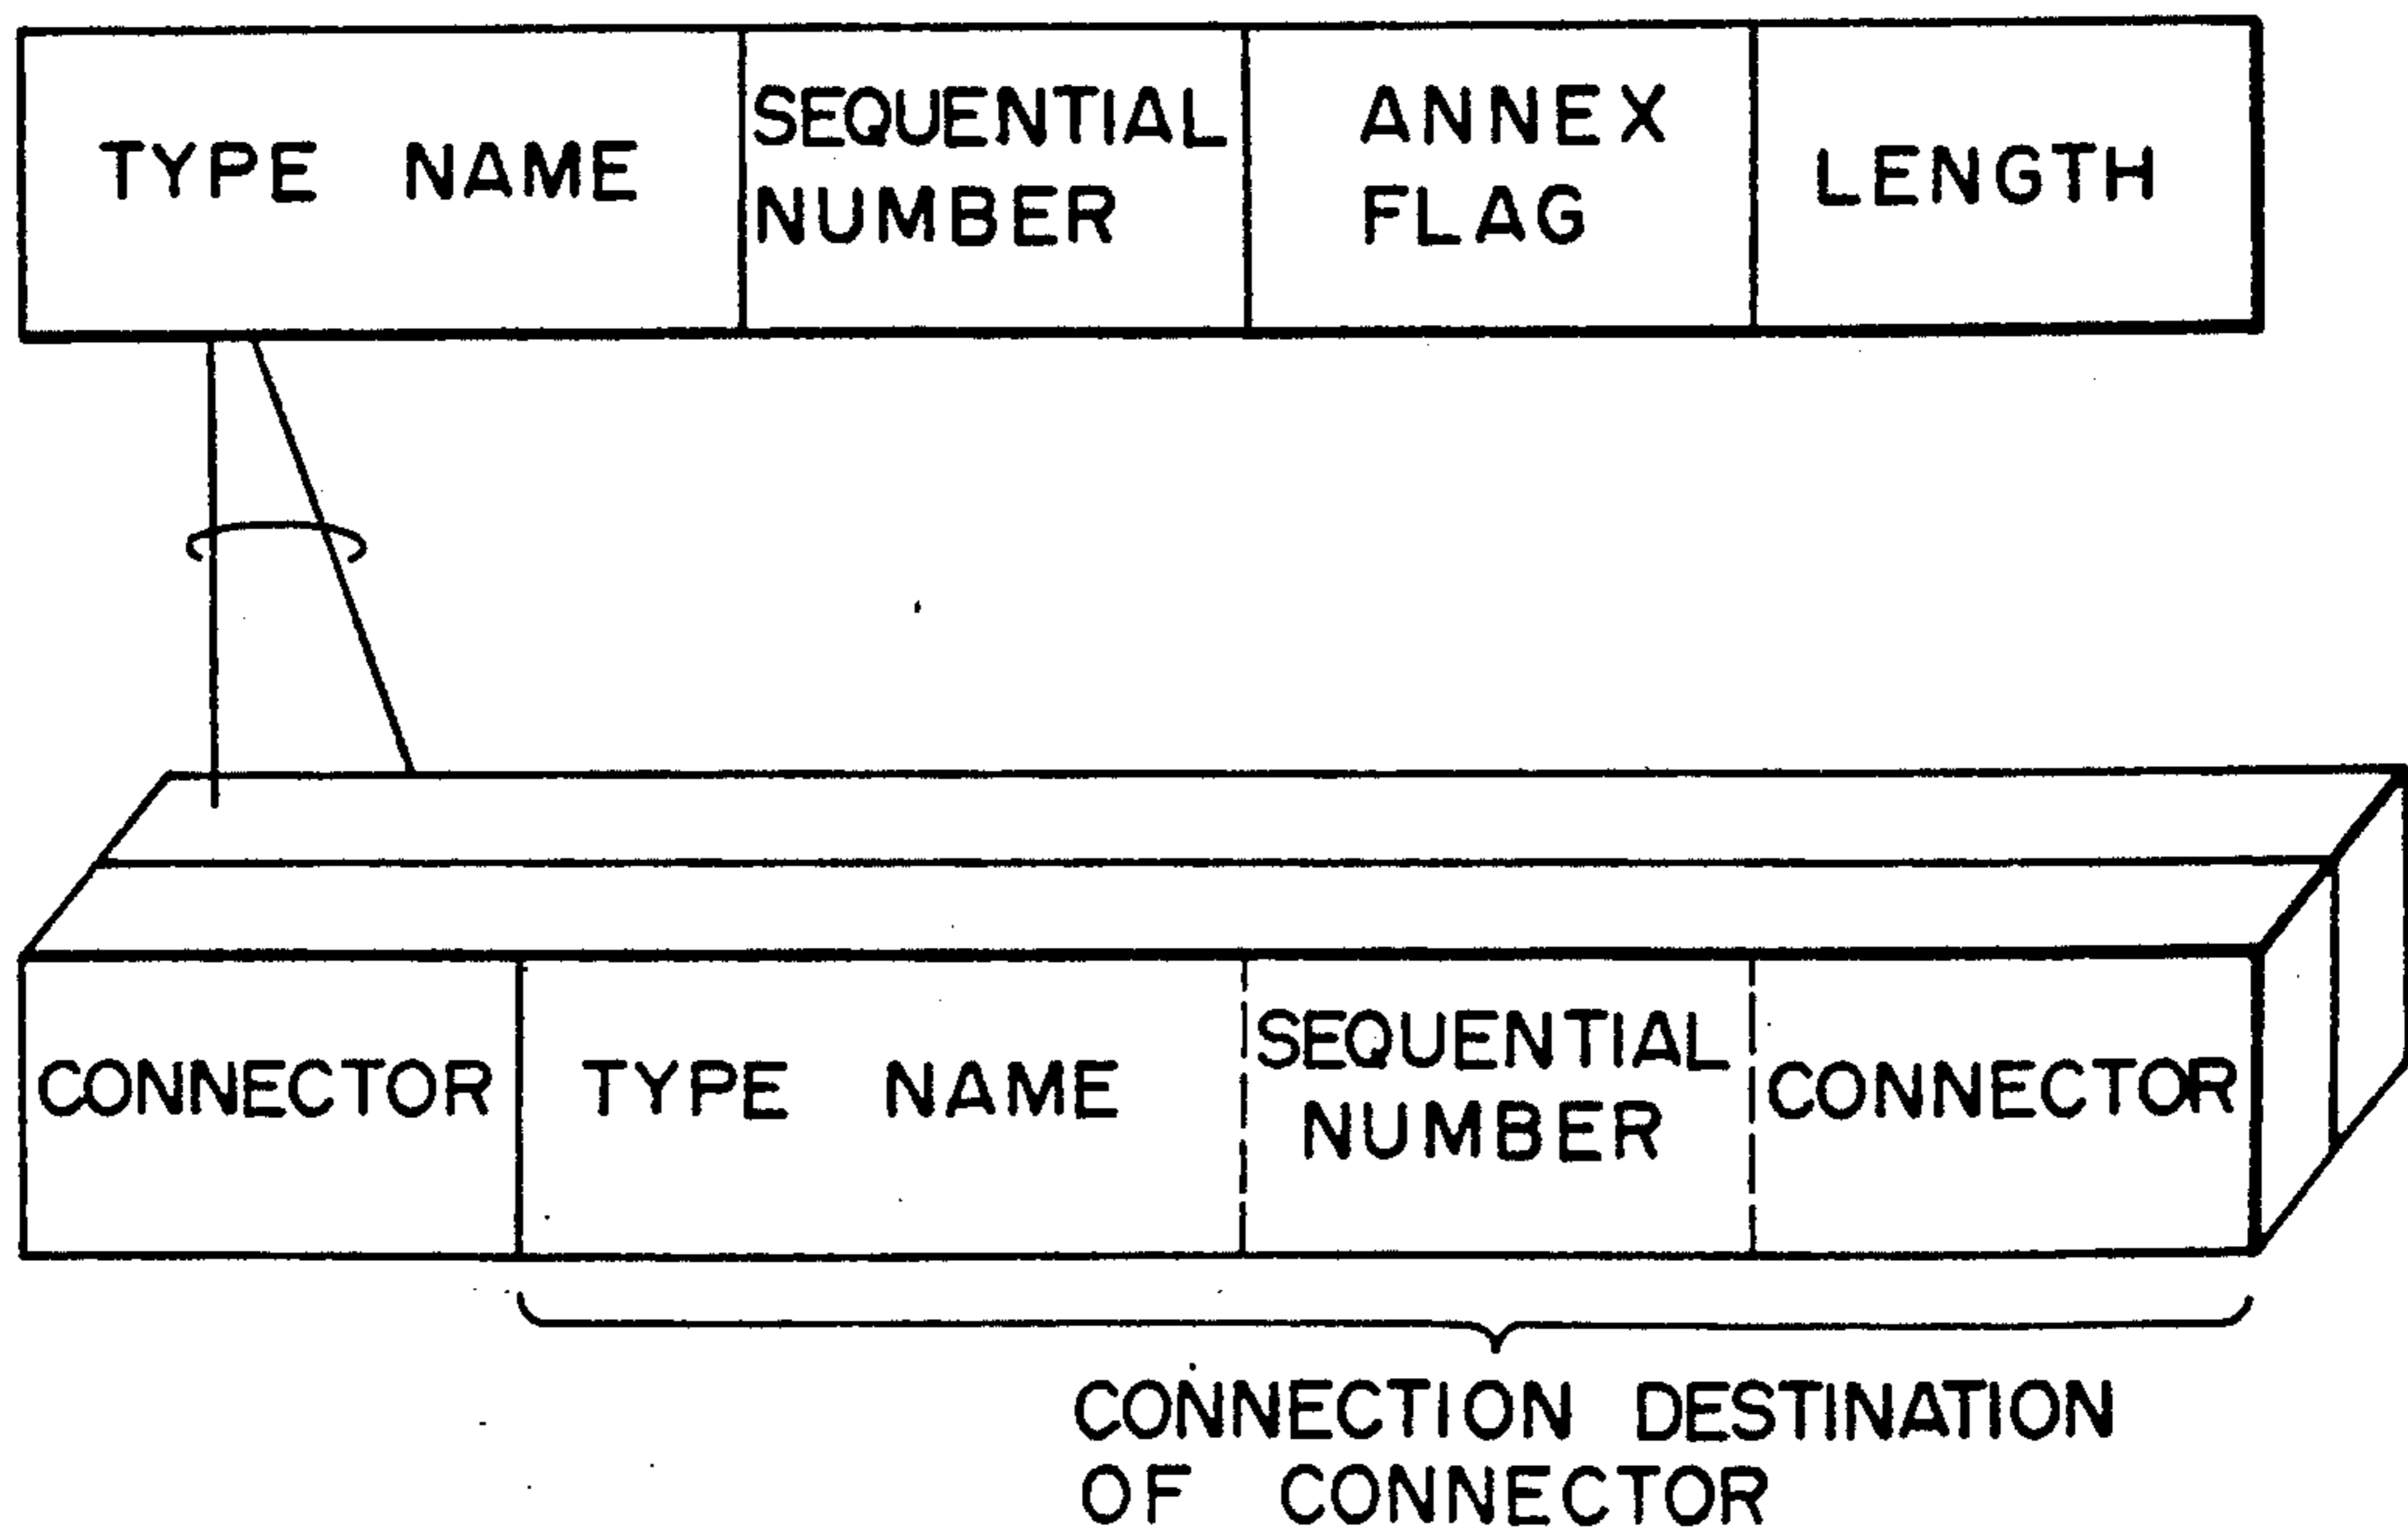 TYPE NAME
SEQUENTIAL
NUMBER
ANNEX
FLAG
LENGTH
CONNECTOR
TYPE NAME
SEQUENTIAL
NUMBER
CONNECTOR
CONNECTION DESTINATION
OF CONNECTOR